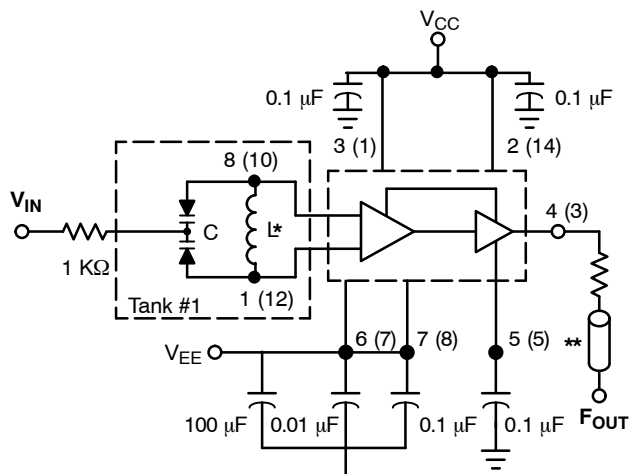 VCC
0.1 μF
0.1 μF
3 (1)
2 (14)
8 (10)
VIN
C
L*
4 (3)
1 KΩ
1 (12)
Tank #1
VEE
6 (7)
7 (8)
5 (5)
**
100 μF
0.01 μF
0.1 μF
0.1 μF
FOUT